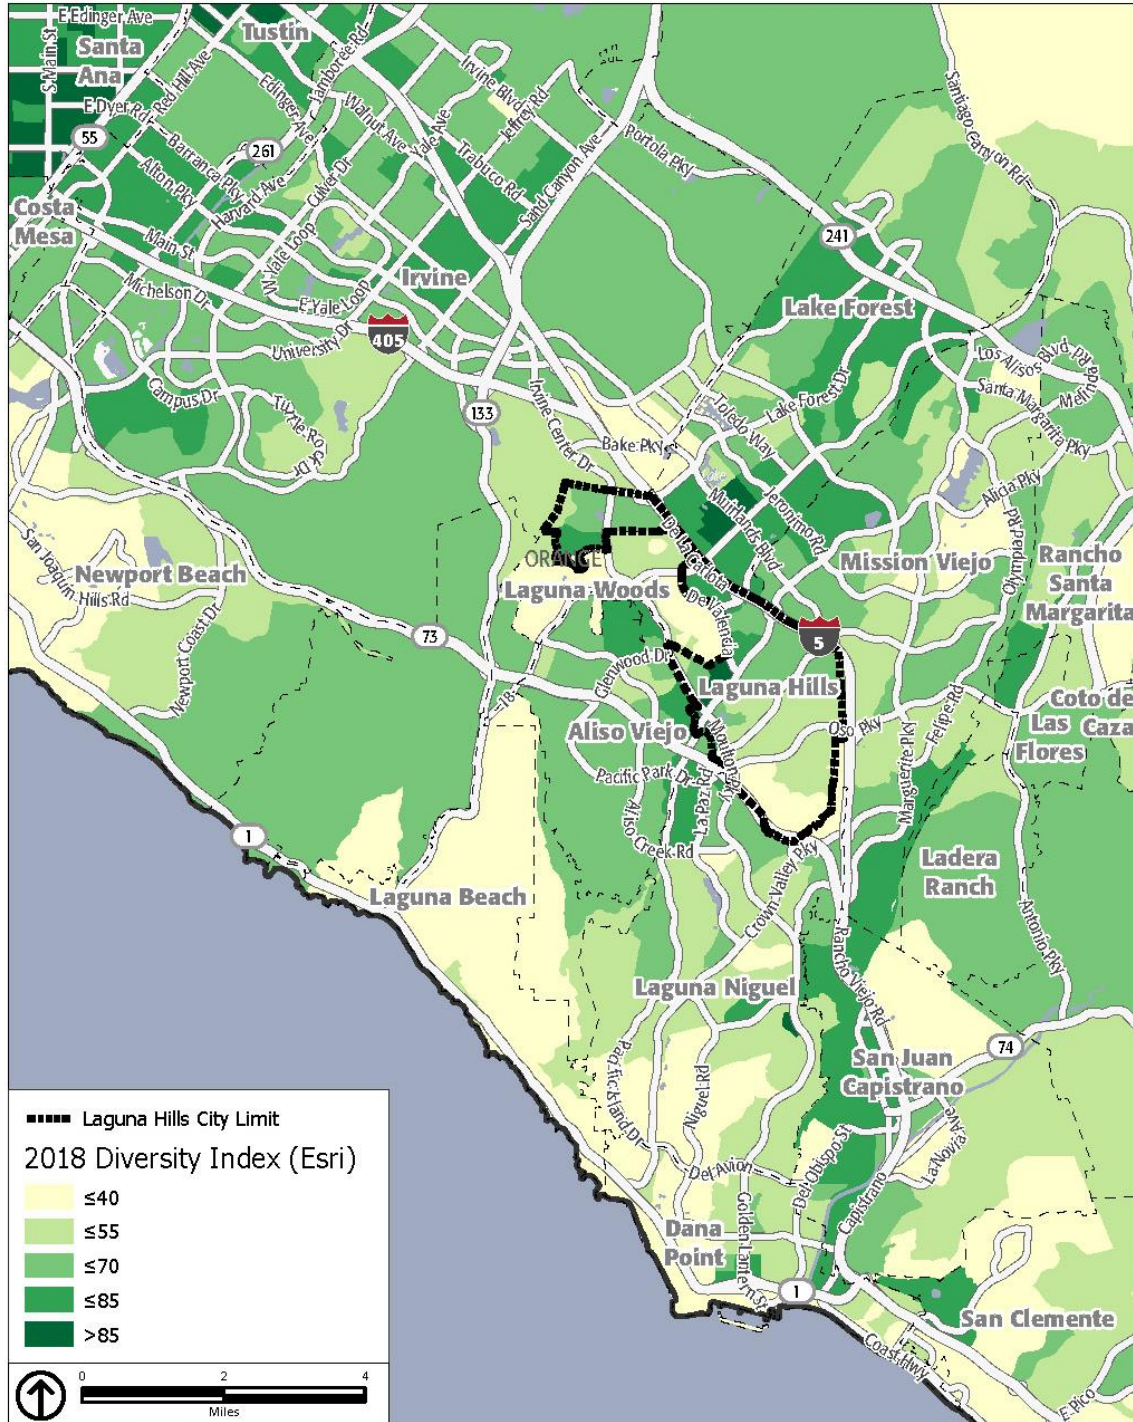 E Edinger Ave
Santa
Ana
Tustin
S Main St
Red Hill Ave
E Dyer Rd
Edinger Ave
Jamboree Rd
Walnut Ave
Yale Ave
Irvine Blvd
Jeffrey Rd
Trabuco Rd
Sand Canyon Ave
Portola Pky
Santiago Canyon Rd
55
261
Barranca Pky
Alton Pky
Harvard Ave
Culver Dr
Costa
Mesa
Main St
W Yale Loop
E Yale Loop
Michelson Dr
Irvine
241
Lake Forest
405
University Dr
Campus Dr
133
Irvine Center Dr
Bake Pky
Toledo Way
Lake Forest Dr
Los Alisos Blvd
Santa Margarita Pky
Melinda Rd
Alicia Pky
Muirlands Blvd
Jeronimo Rd
Olympiad Rd
Mission Viejo
Rancho
Santa
Margarita
ORANGE
Laguna Woods
De La Carlota
De Valencia
Newport Beach
San Joaquin Hills Rd
Newport Coast Dr
73
5
Glenwood Dr
Laguna Hills
Aliso Viejo
Moulton Pky
Oso Pky
Felipe Rd
Marguerite Pky
Coto de
Caza
Las
Flores
Pacific Park Dr
La Paz Rd
Aliso Creek Rd
Crown Valley Pky
Ladera
Ranch
Antonio Pky
1
Laguna Beach
Laguna Niguel
Rancho Viejo Rd
74
San Juan
Capistrano
Pacific Island Dr
Niguel Rd
La Novia Ave
Del Obispo St
Del Avion
Golden Lantern St
Capistrano
Dana
Point
1
San Clemente
Coast Hwy
E Pico
Laguna Hills City Limit
2018 Diversity Index (Esri)
≤40
≤55
≤70
≤85
>85
0 2 4
Miles